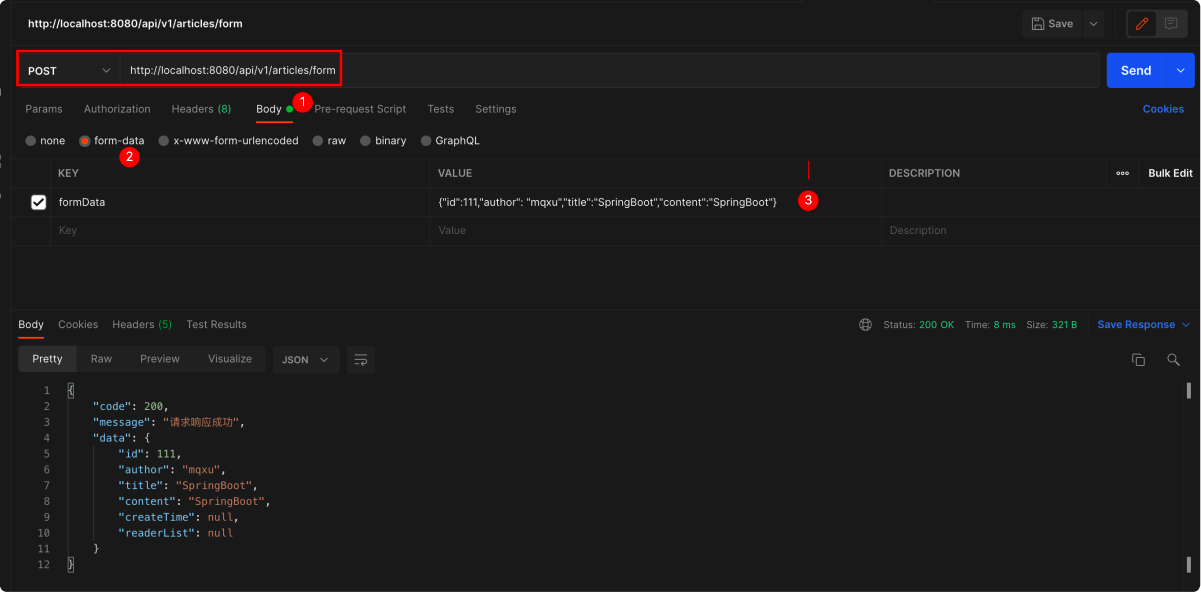 http://localhost:8080/api/v1/articles/form Save
POST http://localhost:8080/api/v1/articles/form Send
Params Authorization Headers (8) Body 1 Pre-request Script Tests Settings Cookies
none form-data x-www-form-urlencoded raw binary GraphQL
2
KEY VALUE DESCRIPTION ooo Bulk Edit
formData {"id":111,"author": "mqxu","title":"SpringBoot","content":"SpringBoot"} 3
Key Value Description
Body Cookies Headers (5) Test Results Status: 200 OK Time: 8 ms Size: 321 B Save Response
Pretty Raw Preview Visualize JSON
1 {
2 "code": 200,
3 "message": "请求响应成功",
4 "data": {
5 "id": 111,
6 "author": "mqxu",
7 "title": "SpringBoot",
8 "content": "SpringBoot",
9 "createTime": null,
10 "readerList": null
11 }
12 }